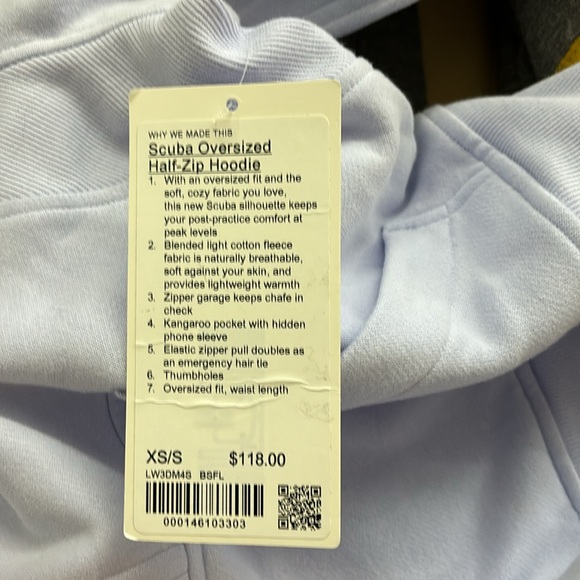 WHY WE MADE THIS
Scuba Oversized
Half-Zip Hoodie
1. With an oversized fit and the
soft, cozy fabric you love,
this new Scuba silhouette keeps
your post-practice comfort at
peak levels
2. Blended light cotton fleece
fabric is naturally breathable,
soft against your skin, and
provides lightweight warmth
3. Zipper garage keeps chafe in
check
4. Kangaroo pocket with hidden
phone sleeve
5. Elastic zipper pull doubles as
an emergency hair tie
6. Thumbholes
7. Oversized fit, waist length
XS/S $118.00
LW3DM4S BSFL
000146103303